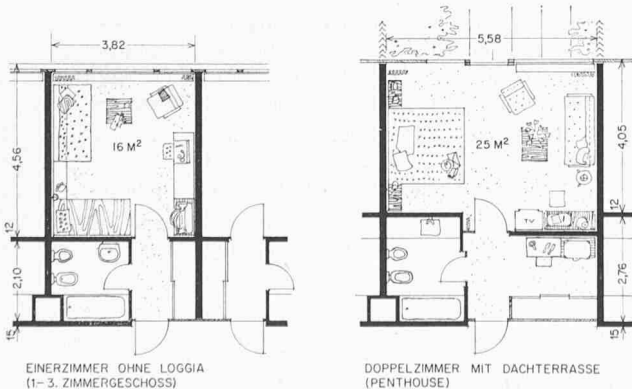 3,82
16 M²
4,56
12
2,10
15
EINERZIMMER OHNE LOGGIA
(1.– 3. ZIMMERGESCHOSS)
5,58
25 M²
TV
4,05
12
2,76
15
DOPPELZIMMER MIT DACHTERRASSE
(PENTHOUSE)